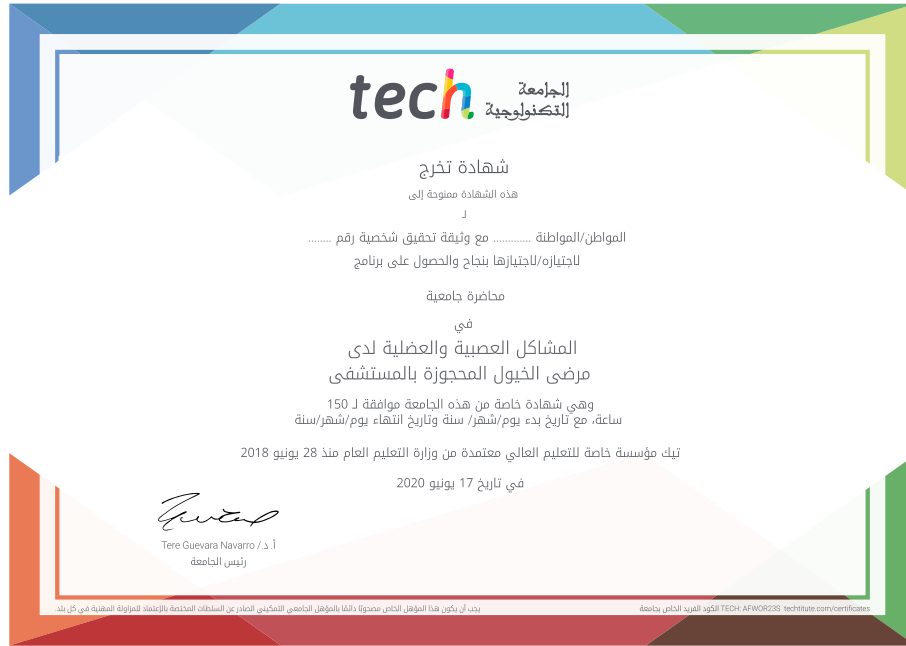 tech الجامعة
التكنولوجية
شهادة تخرج
هذه الشهادة ممنوحة إلى
لـ
المواطن/المواطنة ............. مع وثيقة تحقيق شخصية رقم ........
لاجتيازه/لاجتيازها بنجاح والحصول على برنامج
محاضرة جامعية
في
المشاكل العصبية والعضلية لدى
مرضى الخيول المحجوزة بالمستشفى
وهي شهادة خاصة من هذه الجامعة موافقة لـ 150
ساعة، مع تاريخ بدء يوم/شهر/ سنة وتاريخ انتهاء يوم/شهر/سنة
تيك مؤسسة خاصة للتعليم العالي معتمدة من وزارة التعليم العام منذ 28 يونيو 2018
في تاريخ 17 يونيو 2020
أ. د./ Tere Guevara Navarro
رئيس الجامعة
يجب أن يكون هذا المؤهل الخاص مصحوبًا دائمًا بالمؤهل الجامعي التمكيني الصادر عن السلطات المختصة بالإعتماد للمزاولة المهنية في كل بلد.
الكود الفريد الخاص بجامعة TECH: AFWOR23S techtitute.com/certificates